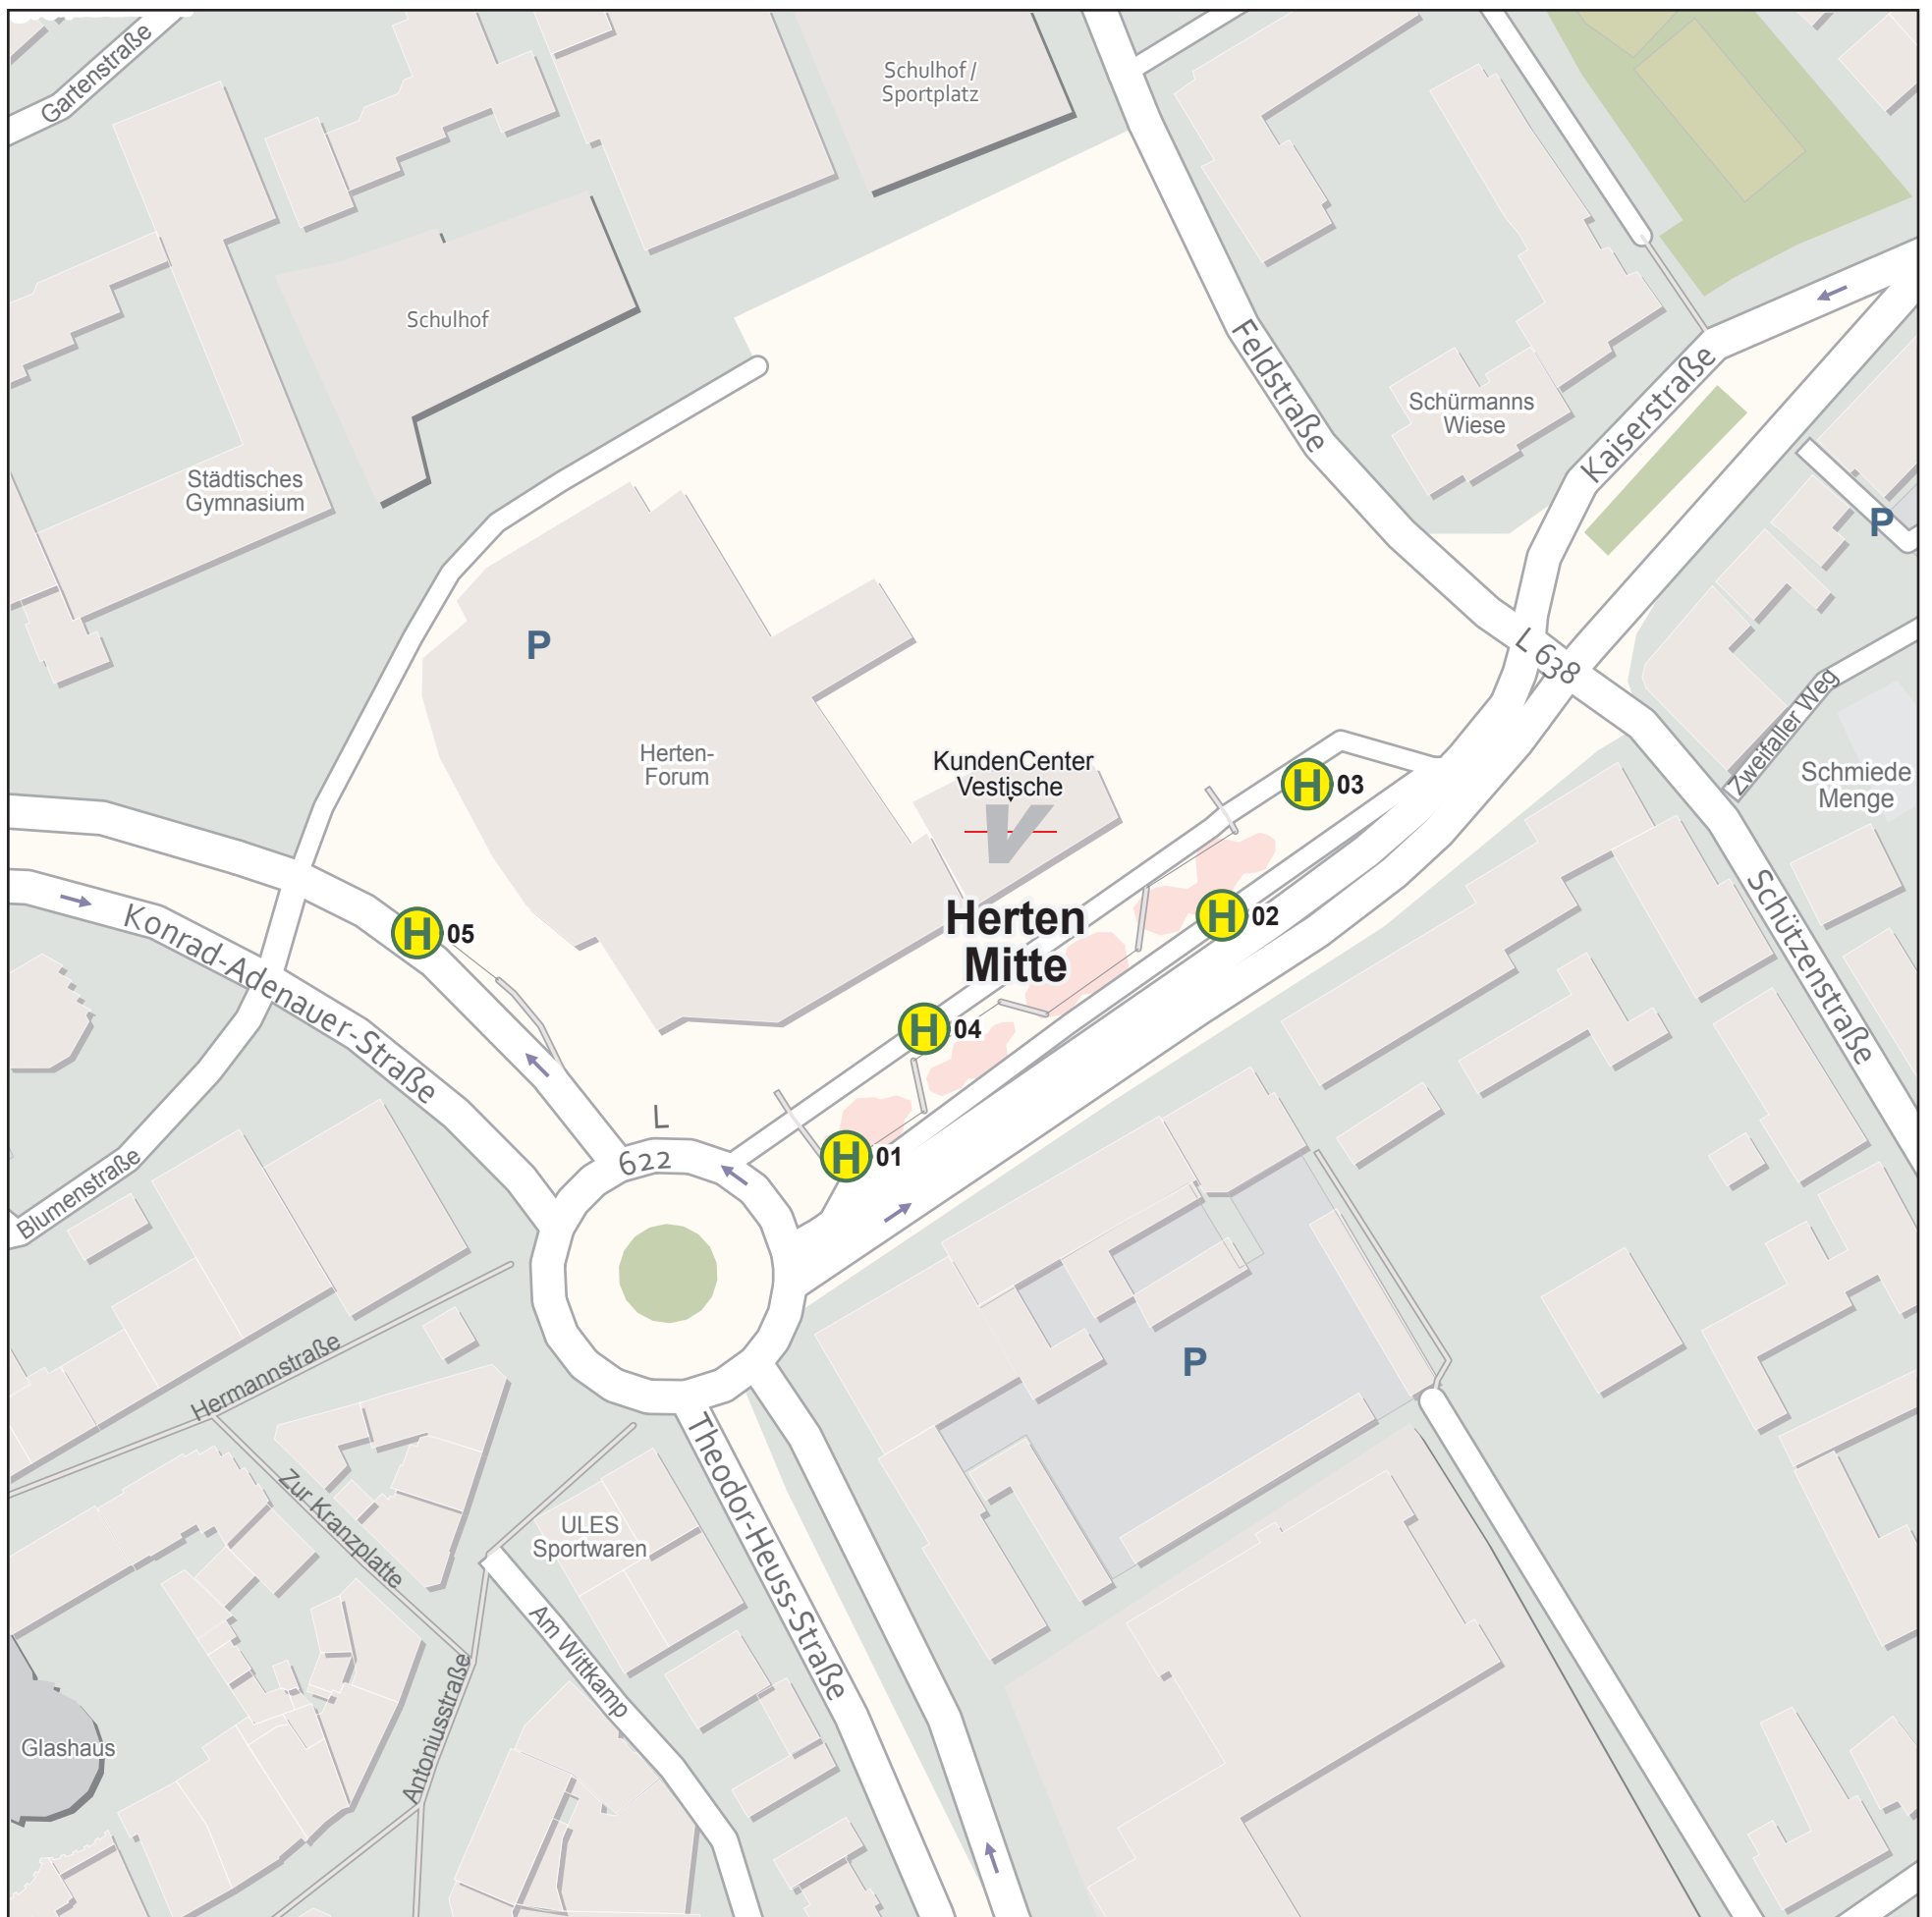 Gartenstraße
Schulhof /
Sportplatz
Schulhof
Feldstraße
Kaiserstraße
Schürmanns
Wiese
Städtisches
Gymnasium
P
P
L 638
Herten-
Forum
KundenCenter
Vestische
V
Zweifaller Weg
Schmiede
Menge
H 03
H 02
H 05
Herten
Mitte
Konrad-Adenauer-Straße
Schützenstraße
H 04
H 01
L
622
Blumenstraße
Hermannstraße
P
Zur Kranzplatte
Theodor-Heuss-Straße
ULES
Sportwaren
Am Wittkamp
Antoniusstraße
Glashaus